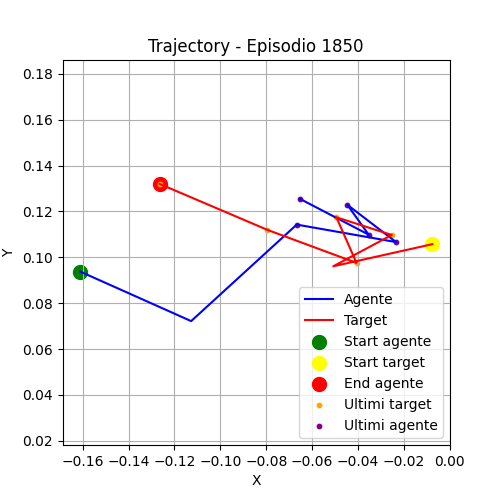 Trajectory - Episodio 1850
0.18
0.16
0.14
0.12
0.10
0.08
0.06
0.04
0.02
Y
−0.16 −0.14 −0.12 −0.10 −0.08 −0.06 −0.04 −0.02 0.00
X
Agente
Target
Start agente
Start target
End agente
Ultimi target
Ultimi agente